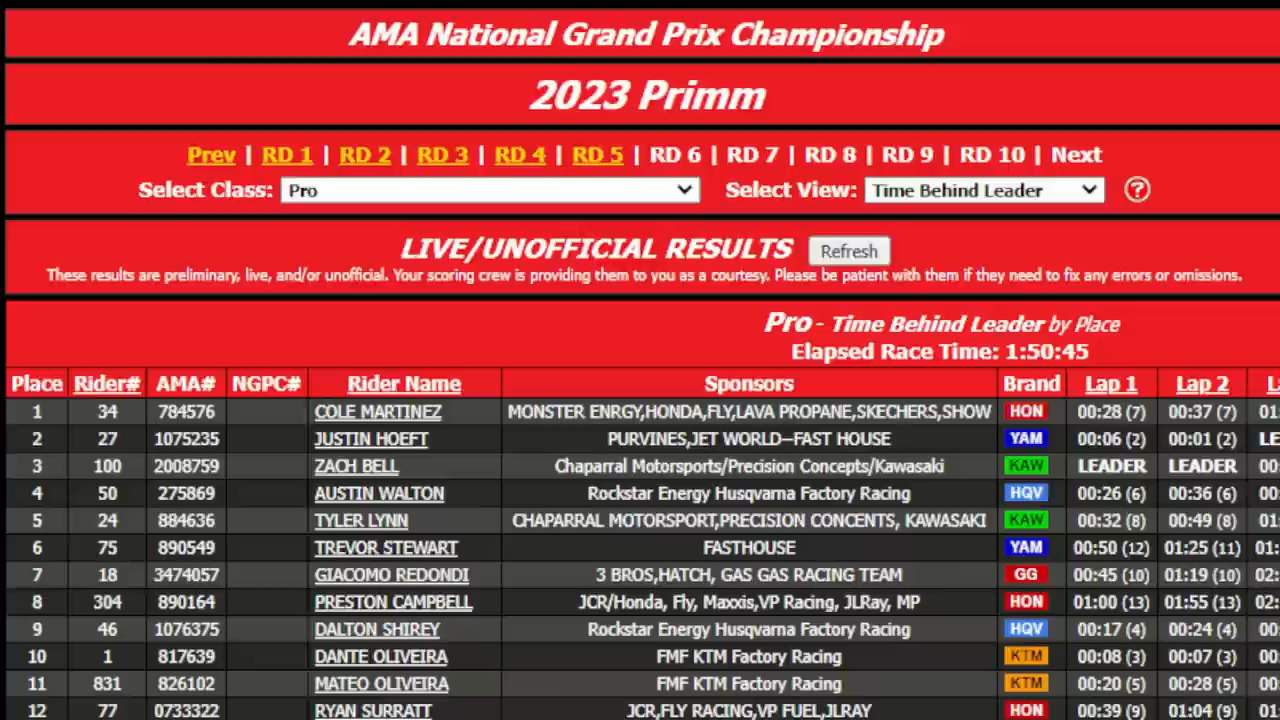 AMA National Grand Prix Championship
2023 Primm
Prev | RD 1 | RD 2 | RD 3 | RD 4 | RD 5 | RD 6 | RD 7 | RD 8 | RD 9 | RD 10 | Next
Select Class: Pro Select View: Time Behind Leader ?
LIVE/UNOFFICIAL RESULTS Refresh
These results are preliminary, live, and/or unofficial. Your scoring crew is providing them to you as a courtesy. Please be patient with them if they need to fix any errors or omissions.
Pro - Time Behind Leader by Place
Elapsed Race Time: 1:50:45
Place Rider# AMA# NGPC# Rider Name Sponsors Brand Lap 1 Lap 2 L
1 34 784576 COLE MARTINEZ MONSTER ENRGY,HONDA,FLY,LAVA PROPANE,SKECHERS,SHOW HON 00:28 (7) 00:37 (7) 01
2 27 1075235 JUSTIN HOEFT PURVINES,JET WORLD--FAST HOUSE YAM 00:06 (2) 00:01 (2) LE
3 100 2008759 ZACH BELL Chaparral Motorsports/Precision Concepts/Kawasaki KAW LEADER LEADER 00
4 50 275869 AUSTIN WALTON Rockstar Energy Husqvarna Factory Racing HQV 00:26 (6) 00:36 (6) 00
5 24 884636 TYLER LYNN CHAPARRAL MOTORSPORT,PRECISION CONCENTS, KAWASAKI KAW 00:32 (8) 00:49 (8) 01
6 75 890549 TREVOR STEWART FASTHOUSE YAM 00:50 (12) 01:25 (11) 01:
7 18 3474057 GIACOMO REDONDI 3 BROS,HATCH, GAS GAS RACING TEAM GG 00:45 (10) 01:19 (10) 02:
8 304 890164 PRESTON CAMPBELL JCR/Honda, Fly, Maxxis,VP Racing, JLRay, MP HON 01:00 (13) 01:55 (13) 02:
9 46 1076375 DALTON SHIREY Rockstar Energy Husqvarna Factory Racing HQV 00:17 (4) 00:24 (4) 00
10 1 817639 DANTE OLIVEIRA FMF KTM Factory Racing KTM 00:08 (3) 00:07 (3) 00:
11 831 826102 MATEO OLIVEIRA FMF KTM Factory Racing KTM 00:20 (5) 00:28 (5) 00:
12 77 0733322 RYAN SURRATT JCR,FLY RACING,VP FUEL,JLRAY HON 00:39 (9) 01:04 (9) 01: